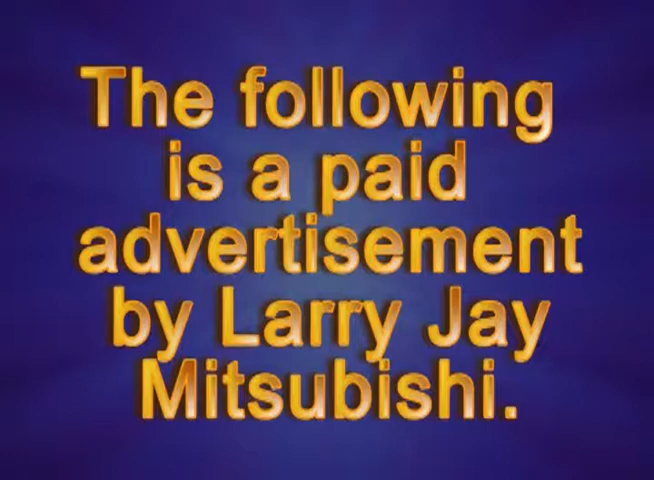 The following
is a paid
advertisement
by Larry Jay
Mitsubishi.